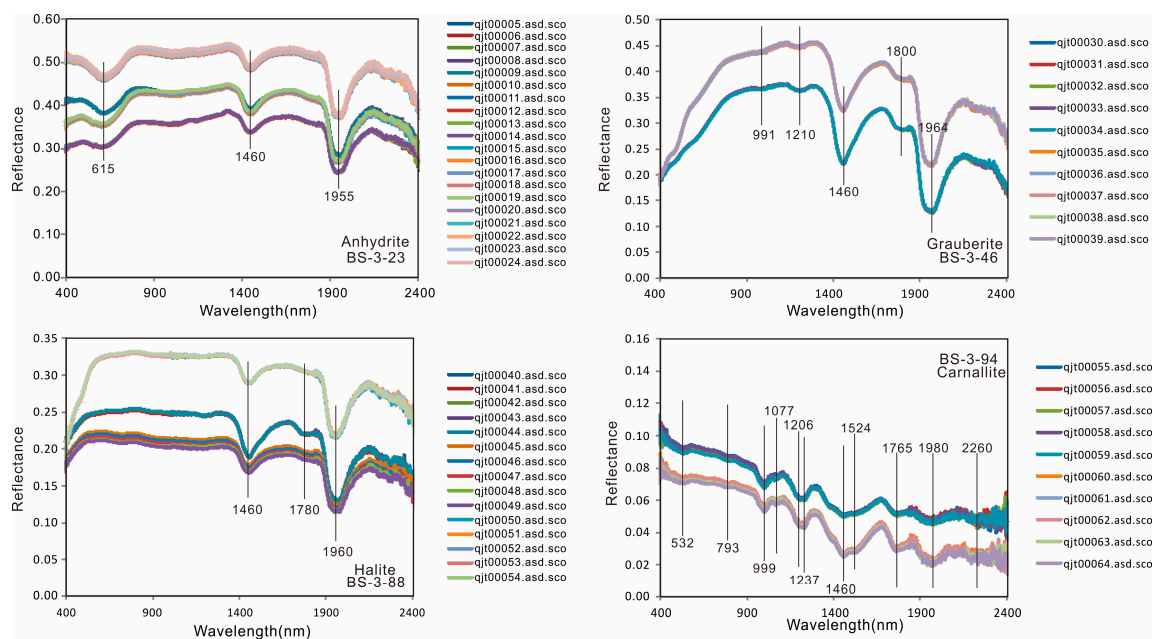 0.60
0.50
0.40
0.30
0.20
0.10
0.00
Reflectance
400
900
1400
1900
2400
Wavelength(nm)
615
1460
1955
Anhydrite
BS-3-23
qjt00005.asd.sco
qjt00006.asd.sco
qjt00007.asd.sco
qjt00008.asd.sco
qjt00009.asd.sco
qjt00010.asd.sco
qjt00011.asd.sco
qjt00012.asd.sco
qjt00013.asd.sco
qjt00014.asd.sco
qjt00015.asd.sco
qjt00016.asd.sco
qjt00017.asd.sco
qjt00018.asd.sco
qjt00019.asd.sco
qjt00020.asd.sco
qjt00021.asd.sco
qjt00022.asd.sco
qjt00023.asd.sco
qjt00024.asd.sco
0.50
0.45
0.40
0.35
0.30
0.25
0.20
0.15
0.10
0.05
0.00
Reflectance
400
900
1400
1900
2400
Wavelength(nm)
991
1210
1460
1800
1964
Grauberite
BS-3-46
qjt00030.asd.sco
qjt00031.asd.sco
qjt00032.asd.sco
qjt00033.asd.sco
qjt00034.asd.sco
qjt00035.asd.sco
qjt00036.asd.sco
qjt00037.asd.sco
qjt00038.asd.sco
qjt00039.asd.sco
0.35
0.30
0.25
0.20
0.15
0.10
0.05
0.00
Reflectance
400
900
1400
1900
2400
Wavelength(nm)
1460
1780
1960
Halite
BS-3-88
qjt00040.asd.sco
qjt00041.asd.sco
qjt00042.asd.sco
qjt00043.asd.sco
qjt00044.asd.sco
qjt00045.asd.sco
qjt00046.asd.sco
qjt00047.asd.sco
qjt00048.asd.sco
qjt00049.asd.sco
qjt00050.asd.sco
qjt00051.asd.sco
qjt00052.asd.sco
qjt00053.asd.sco
qjt00054.asd.sco
0.16
0.14
0.12
0.10
0.08
0.06
0.04
0.02
0.00
Reflectance
400
900
1400
1900
2400
Wavelength(nm)
BS-3-94
Carnallite
532
793
999
1077
1206
1237
1460
1524
1765
1980
2260
qjt00055.asd.sco
qjt00056.asd.sco
qjt00057.asd.sco
qjt00058.asd.sco
qjt00059.asd.sco
qjt00060.asd.sco
qjt00061.asd.sco
qjt00062.asd.sco
qjt00063.asd.sco
qjt00064.asd.sco